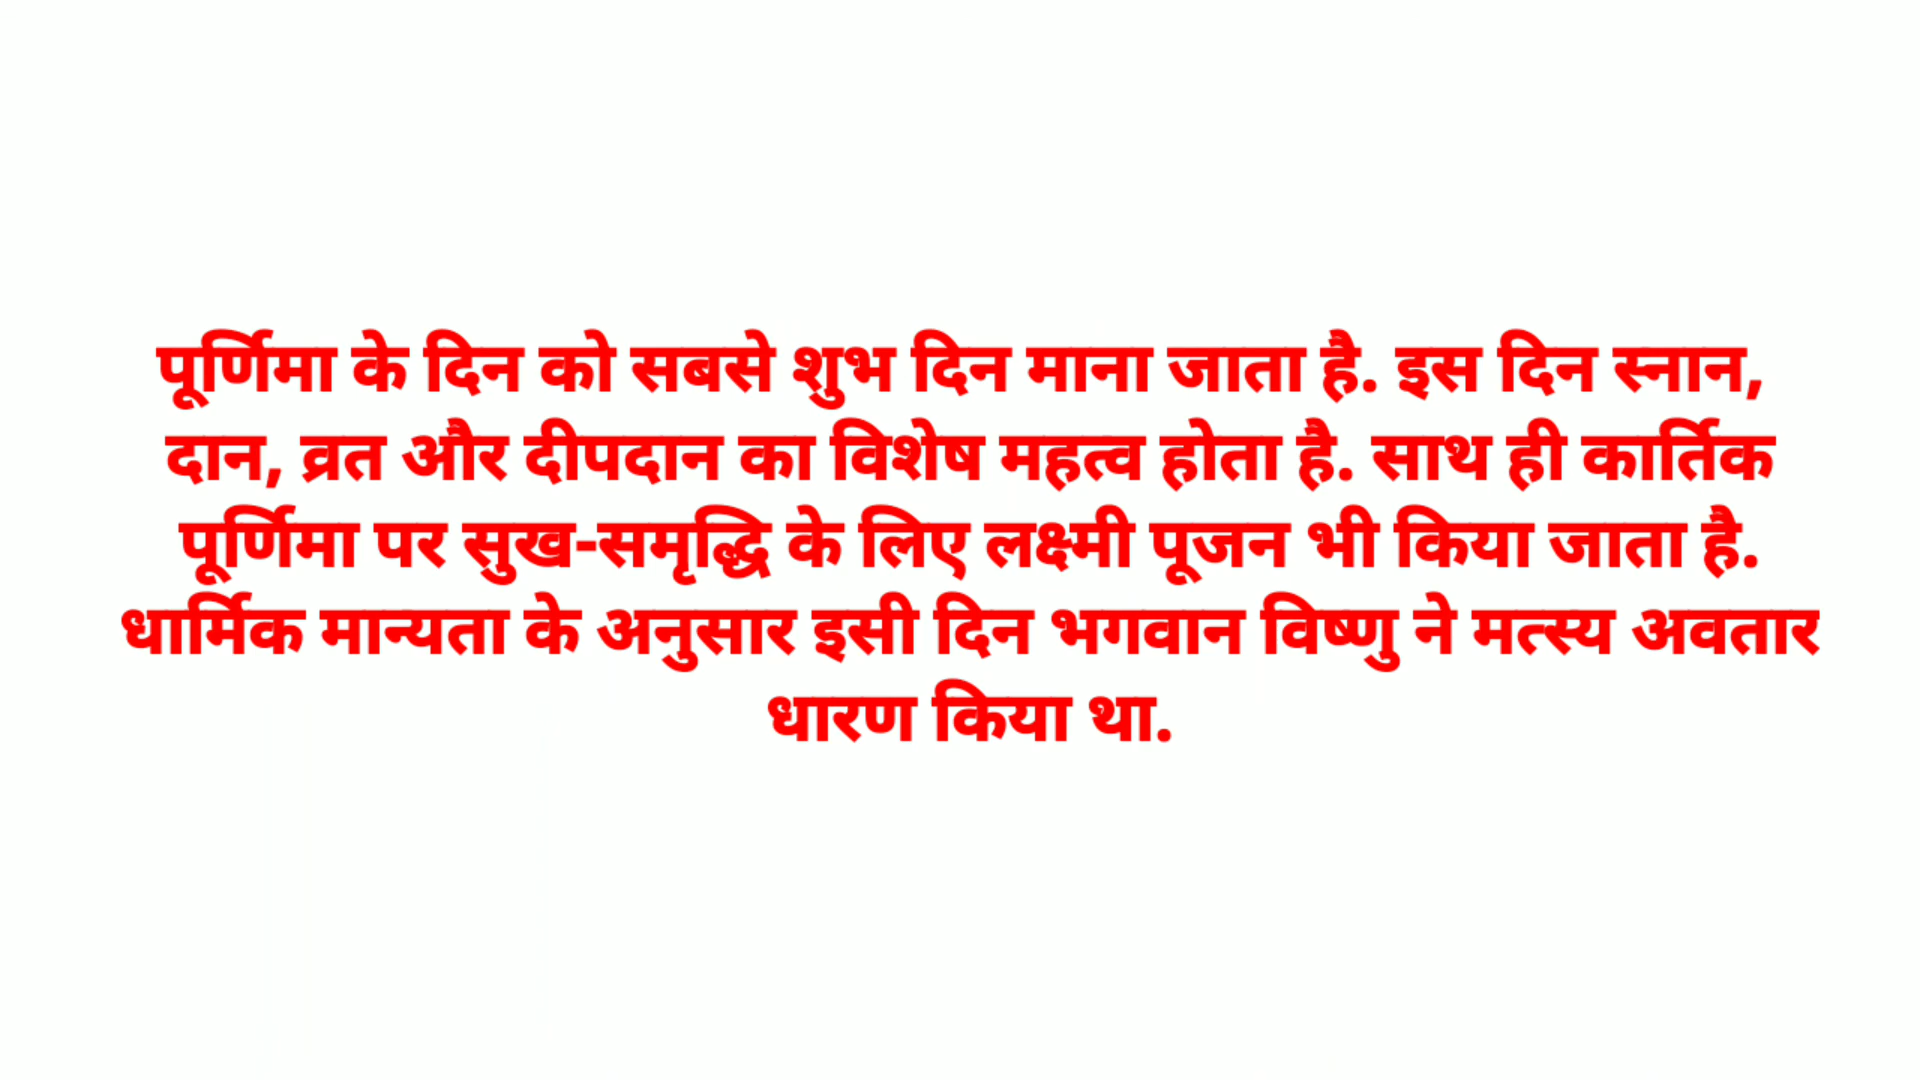 पूर्णिमा के दिन को सबसे शुभ दिन माना जाता है. इस दिन स्नान,
दान, व्रत और दीपदान का विशेष महत्व होता है. साथ ही कार्तिक
पूर्णिमा पर सुख-समृद्धि के लिए लक्ष्मी पूजन भी किया जाता है.
धार्मिक मान्यता के अनुसार इसी दिन भगवान विष्णु ने मत्स्य अवतार
धारण किया था.